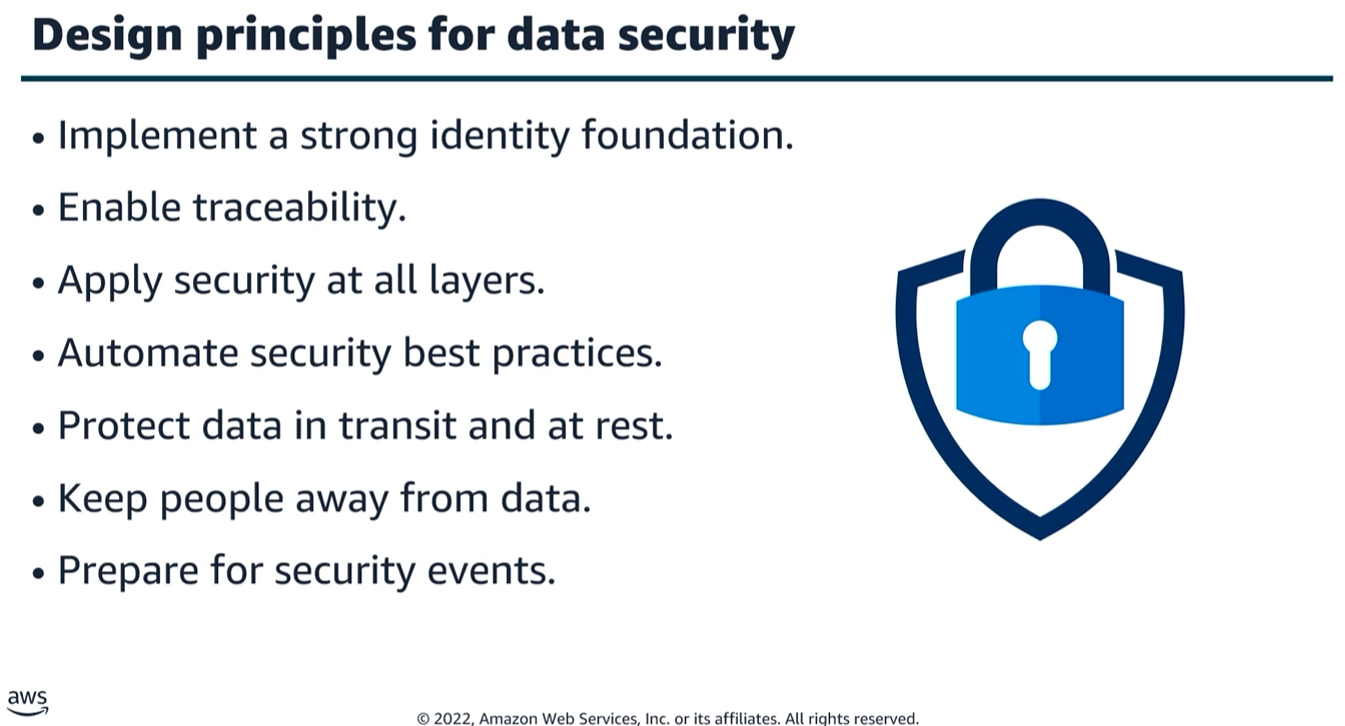 Design principles for data security
• Implement a strong identity foundation.
• Enable traceability.
• Apply security at all layers.
• Automate security best practices.
• Protect data in transit and at rest.
• Keep people away from data.
• Prepare for security events.
aws
© 2022, Amazon Web Services, Inc. or its affiliates. All rights reserved.